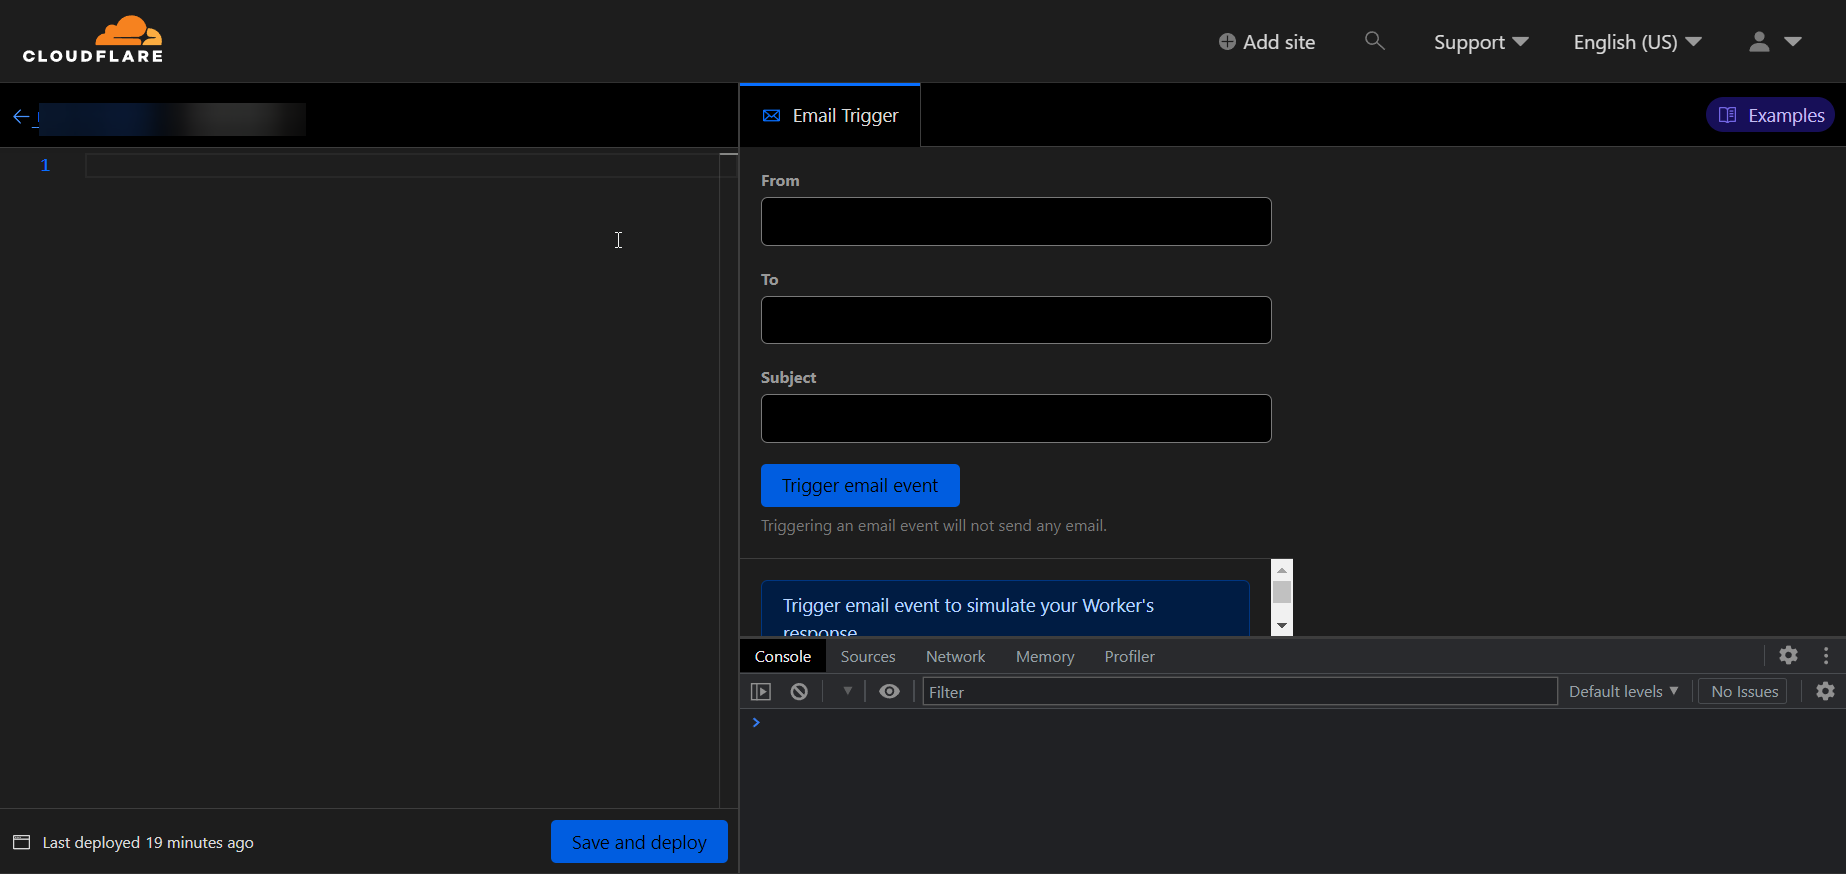 CLOUDFLARE
Add site
Support
English (US)
Email Trigger
Examples
1
From
To
Subject
Trigger email event
Triggering an email event will not send any email.
Trigger email event to simulate your Worker's
response
Console Sources Network Memory Profiler
Filter
Default levels
No Issues
Last deployed 19 minutes ago
Save and deploy